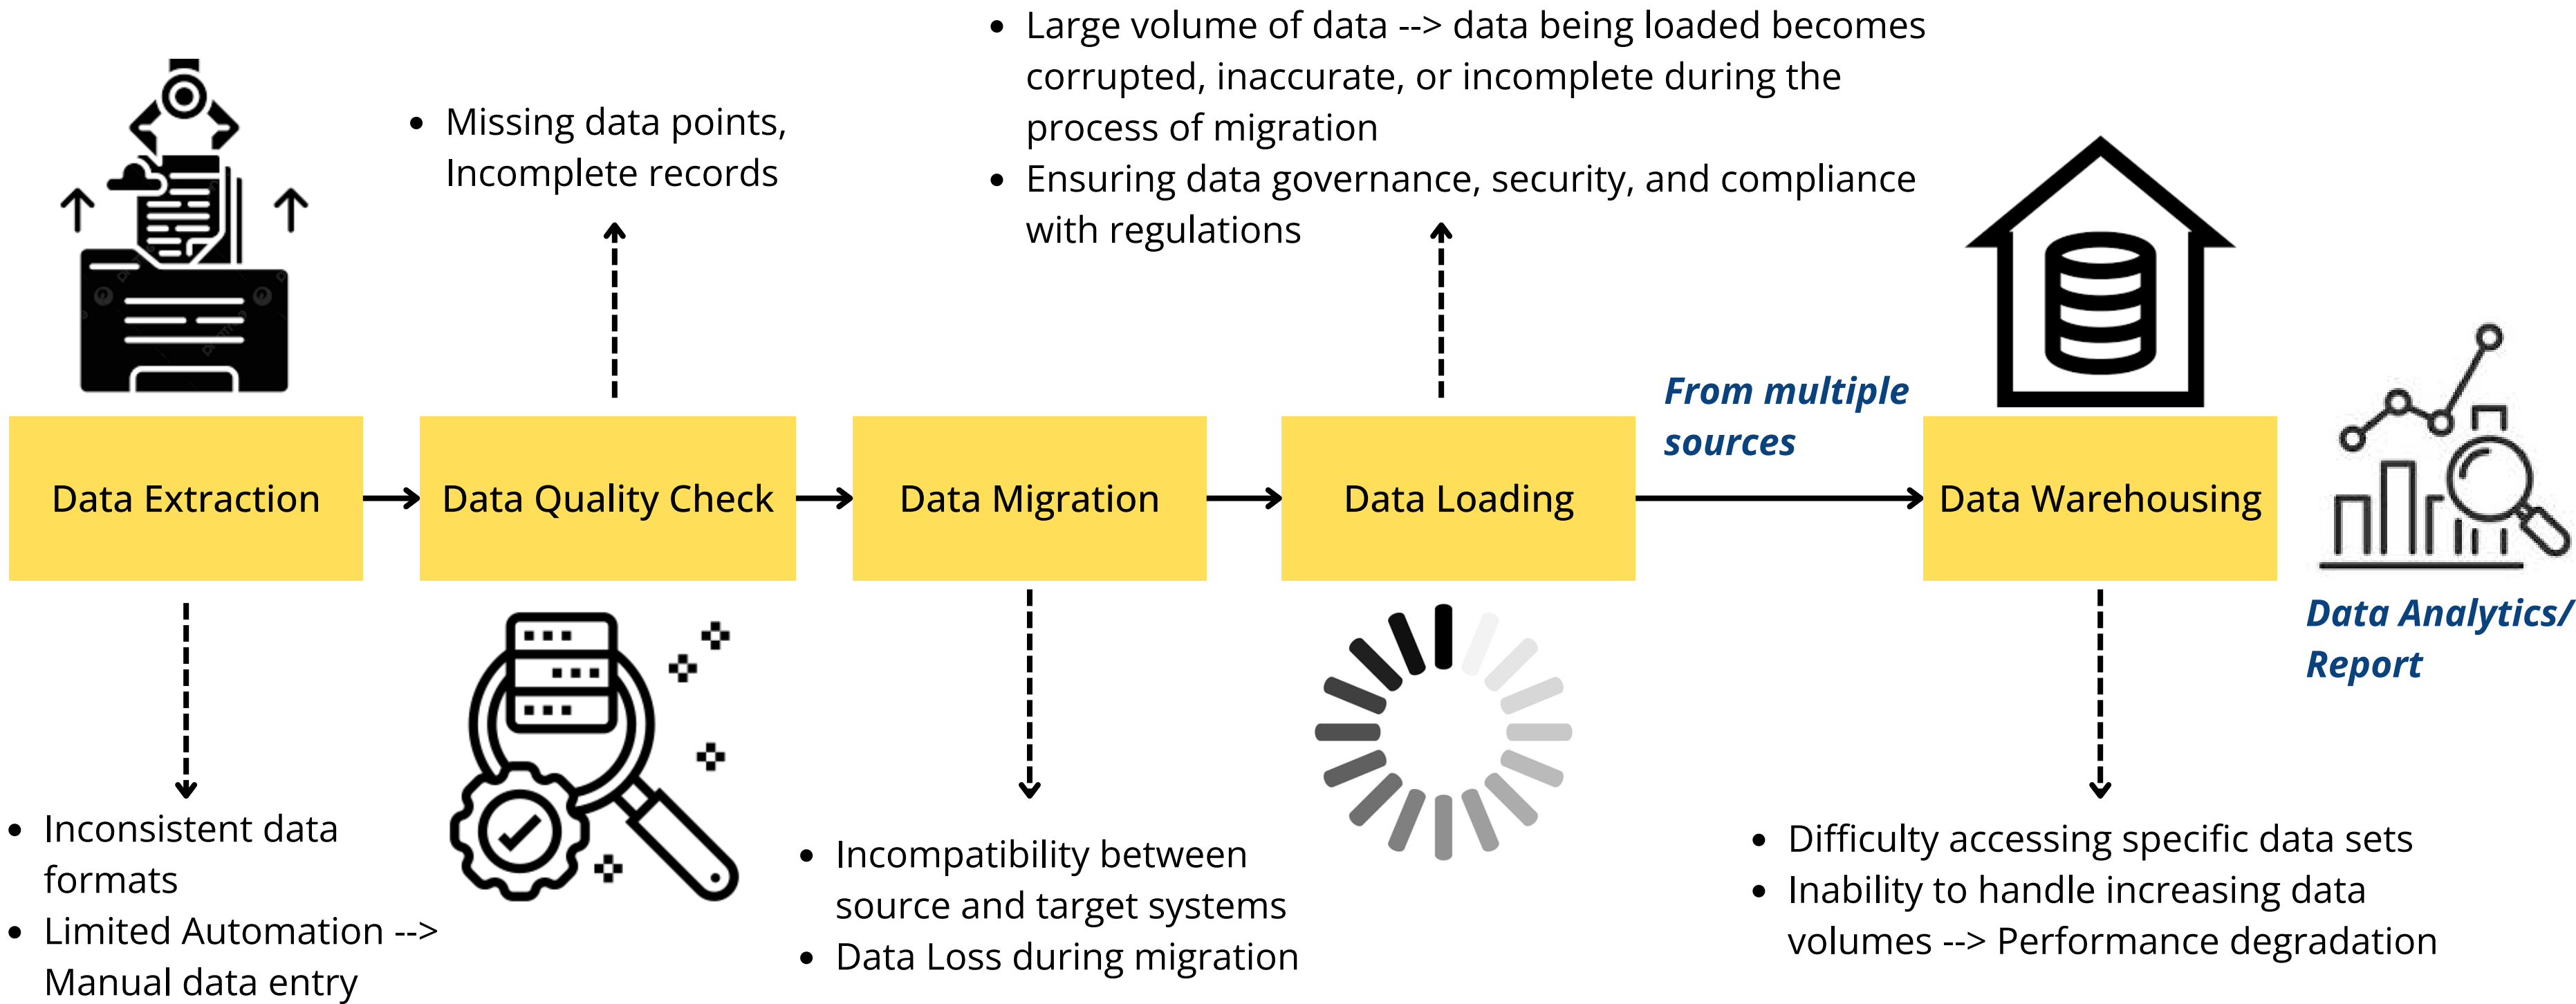 • Large volume of data --> data being loaded becomes
corrupted, inaccurate, or incomplete during the
process of migration
• Ensuring data governance, security, and compliance
with regulations
• Missing data points,
Incomplete records
From multiple
sources
Data Extraction
Data Quality Check
Data Migration
Data Loading
Data Warehousing
Data Analytics/
Report
• Inconsistent data
formats
• Limited Automation -->
Manual data entry
• Incompatibility between
source and target systems
• Data Loss during migration
• Difficulty accessing specific data sets
• Inability to handle increasing data
volumes --> Performance degradation